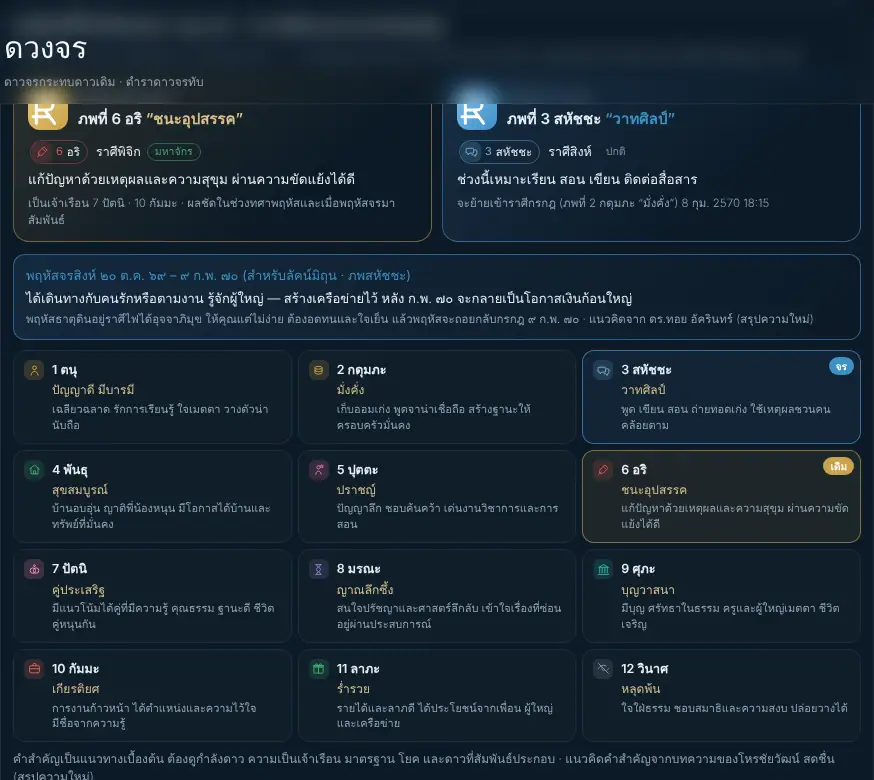 ดวงจร
ดาวจรกระทบดาวเดิม · ตำราดาวจรทับ
ภพที่ 6 อริ “ชนะอุปสรรค”
6 อริ ราศีพิจิก มหาจักร
แก้ปัญหาด้วยเหตุผลและความสุขุม ผ่านความขัดแย้งได้ดี
เป็นเจ้าเรือน 7 ปัตนิ · 10 กัมมะ · ผลชัดในช่วงทศาพฤหัสและเมื่อพฤหัสจรมา
สัมพันธ์
ภพที่ 3 สหัชชะ “วาทศิลป์”
3 สหัชชะ ราศีสิงห์ ปกติ
ช่วงนี้เหมาะเรียน สอน เขียน ติดต่อสื่อสาร
จะย้ายเข้าราศีกรกฎ (ภพที่ 2 กดุมภะ “มั่งคั่ง”) 8 กุม. 2570 18:15
พฤหัสจรสิงห์ ๒๐ ต.ค. ๖๙ – ๙ ก.พ. ๗๐ (สำหรับลัคน์มิถุน · ภพสหัชชะ)
ได้เดินทางกับคนรักหรือตามงาน รู้จักผู้ใหญ่ — สร้างเครือข่ายไว้ หลัง ก.พ. ๗๐ จะกลายเป็นโอกาสเงินก้อนใหญ่
พฤหัสธาตุดินอยู่ราศีไฟได้อุจจาภิมุข ให้คุณแต่ไม่ง่าย ต้องอดทนและใจเย็น แล้วพฤหัสจะถอยกลับกรกฎ ๙ ก.พ. ๗๐ · แนวคิดจาก ดร.ทอย อัครินทร์ (สรุปความใหม่)
1 ตนุ
ปัญญาดี มีบารมี
เฉลียวฉลาด รักการเรียนรู้ ใจเมตตา วางตัวน่า
นับถือ
2 กดุมภะ
มั่งคั่ง
เก็บออมเก่ง พูดจาน่าเชื่อถือ สร้างฐานะให้
ครอบครัวมั่นคง
3 สหัชชะ
จร
วาทศิลป์
พูด เขียน สอน ถ่ายทอดเก่ง ใช้เหตุผลชวนคน
คล้อยตาม
4 พันธุ
สุขสมบูรณ์
บ้านอบอุ่น ญาติพี่น้องหนุน มีโอกาสได้บ้านและ
ทรัพย์ที่มั่นคง
5 ปุตตะ
ปราชญ์
ปัญญาลึก ชอบค้นคว้า เด่นงานวิชาการและการ
สอน
6 อริ
เดิม
ชนะอุปสรรค
แก้ปัญหาด้วยเหตุผลและความสุขุม ผ่านความขัด
แย้งได้ดี
7 ปัตนิ
คู่ประเสริฐ
มีแนวโน้มได้คู่ที่มีความรู้ คุณธรรม ฐานะดี ชีวิต
คู่หนุนกัน
8 มรณะ
ญาณลึกซึ้ง
สนใจปรัชญาและศาสตร์ลึกลับ เข้าใจเรื่องที่ซ่อน
อยู่ผ่านประสบการณ์
9 ศุภะ
บุญวาสนา
มีบุญ ศรัทธาในธรรม ครูและผู้ใหญ่เมตตา ชีวิต
เจริญ
10 กัมมะ
เกียรติยศ
การงานก้าวหน้า ได้ตำแหน่งและความไว้ใจ
มีชื่อจากความรู้
11 ลาภะ
ร่ำรวย
รายได้และลาภดี ได้ประโยชน์จากเพื่อน ผู้ใหญ่
และเครือข่าย
12 วินาศ
หลุดพ้น
ใจใฝ่ธรรม ชอบสมาธิและความสงบ ปล่อยวางได้
คำสำคัญเป็นแนวทางเบื้องต้น ต้องดูกำลังดาว ความเป็นเจ้าเรือน มาตรฐาน โยค และดาวที่สัมพันธ์ประกอบ · แนวคิดคำสำคัญจากบทความของโหรชัยวัฒน์ สดชื่น
(สรุปความใหม่)